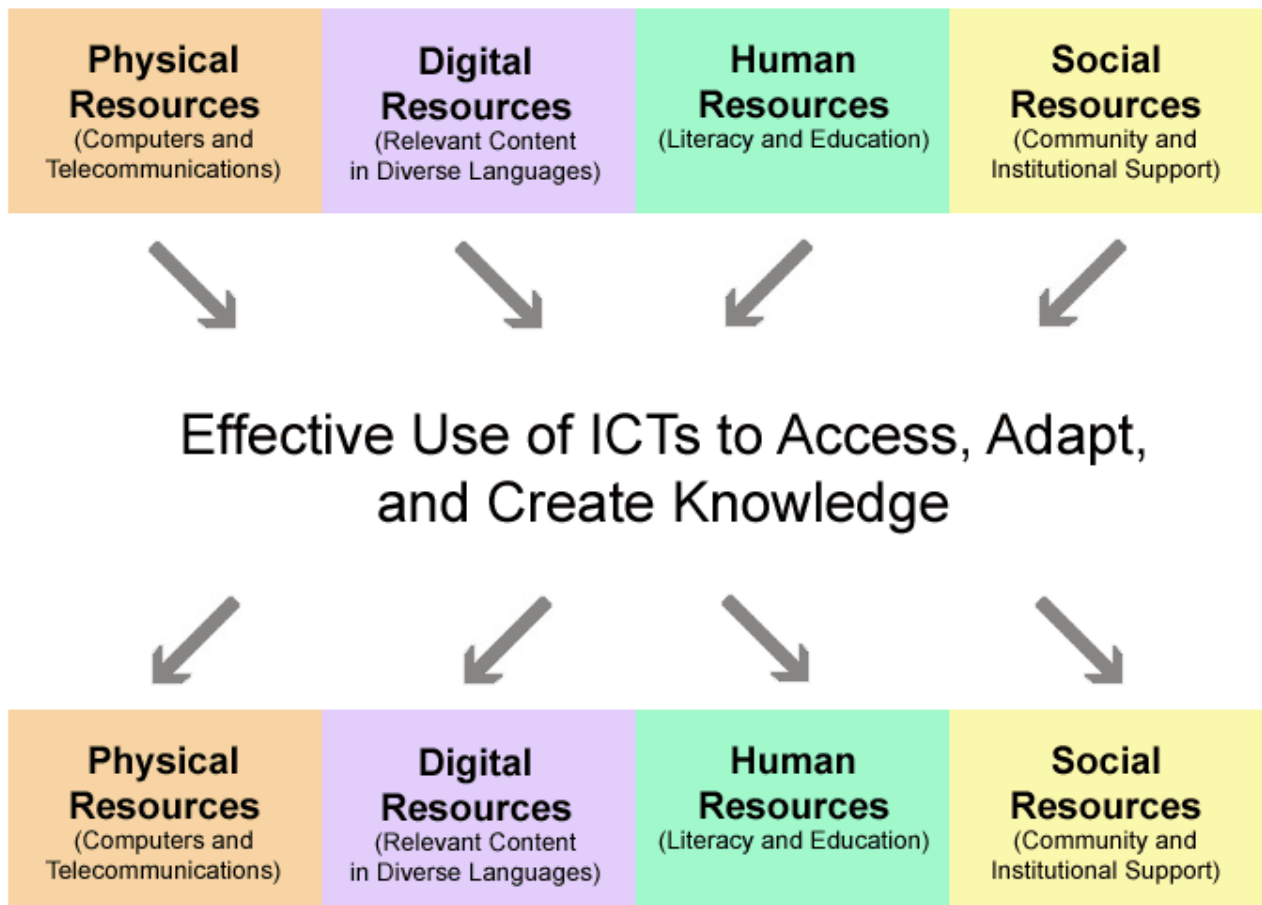 Physical
Resources
(Computers and
Telecommunications)
Digital
Resources
(Relevant Content
in Diverse Languages)
Human
Resources
(Literacy and Education)
Social
Resources
(Community and
Institutional Support)
Effective Use of ICTs to Access, Adapt,
and Create Knowledge
Physical
Resources
(Computers and
Telecommunications)
Digital
Resources
(Relevant Content
in Diverse Languages)
Human
Resources
(Literacy and Education)
Social
Resources
(Community and
Institutional Support)